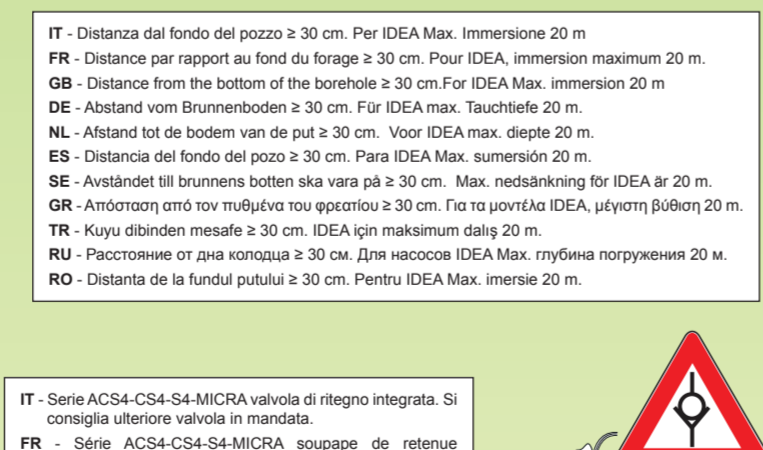 IT - Distanza dal fondo del pozzo ≥ 30 cm. Per IDEA Max. Immersione 20 m
FR - Distance par rapport au fond du forage ≥ 30 cm. Pour IDEA, immersion maximum 20 m.
GB - Distance from the bottom of the borehole ≥ 30 cm.For IDEA Max. immersion 20 m
DE - Abstand vom Brunnenboden ≥ 30 cm. Für IDEA max. Tauchtiefe 20 m.
NL - Afstand tot de bodem van de put ≥ 30 cm.  Voor IDEA max. diepte 20 m.
ES - Distancia del fondo del pozo ≥ 30 cm. Para IDEA Max. sumersión 20 m.
SE - Avståndet till brunnens botten ska vara på ≥ 30 cm.  Max. nedsänkning för IDEA är 20 m.
GR - Απόσταση από τον πυθμένα του φρεατίου ≥ 30 cm. Για τα μοντέλα IDEA, μέγιστη βύθιση 20 m.
TR - Kuyu dibinden mesafe ≥ 30 cm. IDEA için maksimum dalış 20 m.
RU - Расстояние от дна колодца ≥ 30 см. Для насосов IDEA Max. глубина погружения 20 м.
RO - Distanta de la fundul putului ≥ 30 cm. Pentru IDEA Max. imersie 20 m.
IT - Serie ACS4-CS4-S4-MICRA valvola di ritegno integrata. Si
consiglia ulteriore valvola in mandata.
FR - Série ACS4-CS4-S4-MICRA soupape de retenue